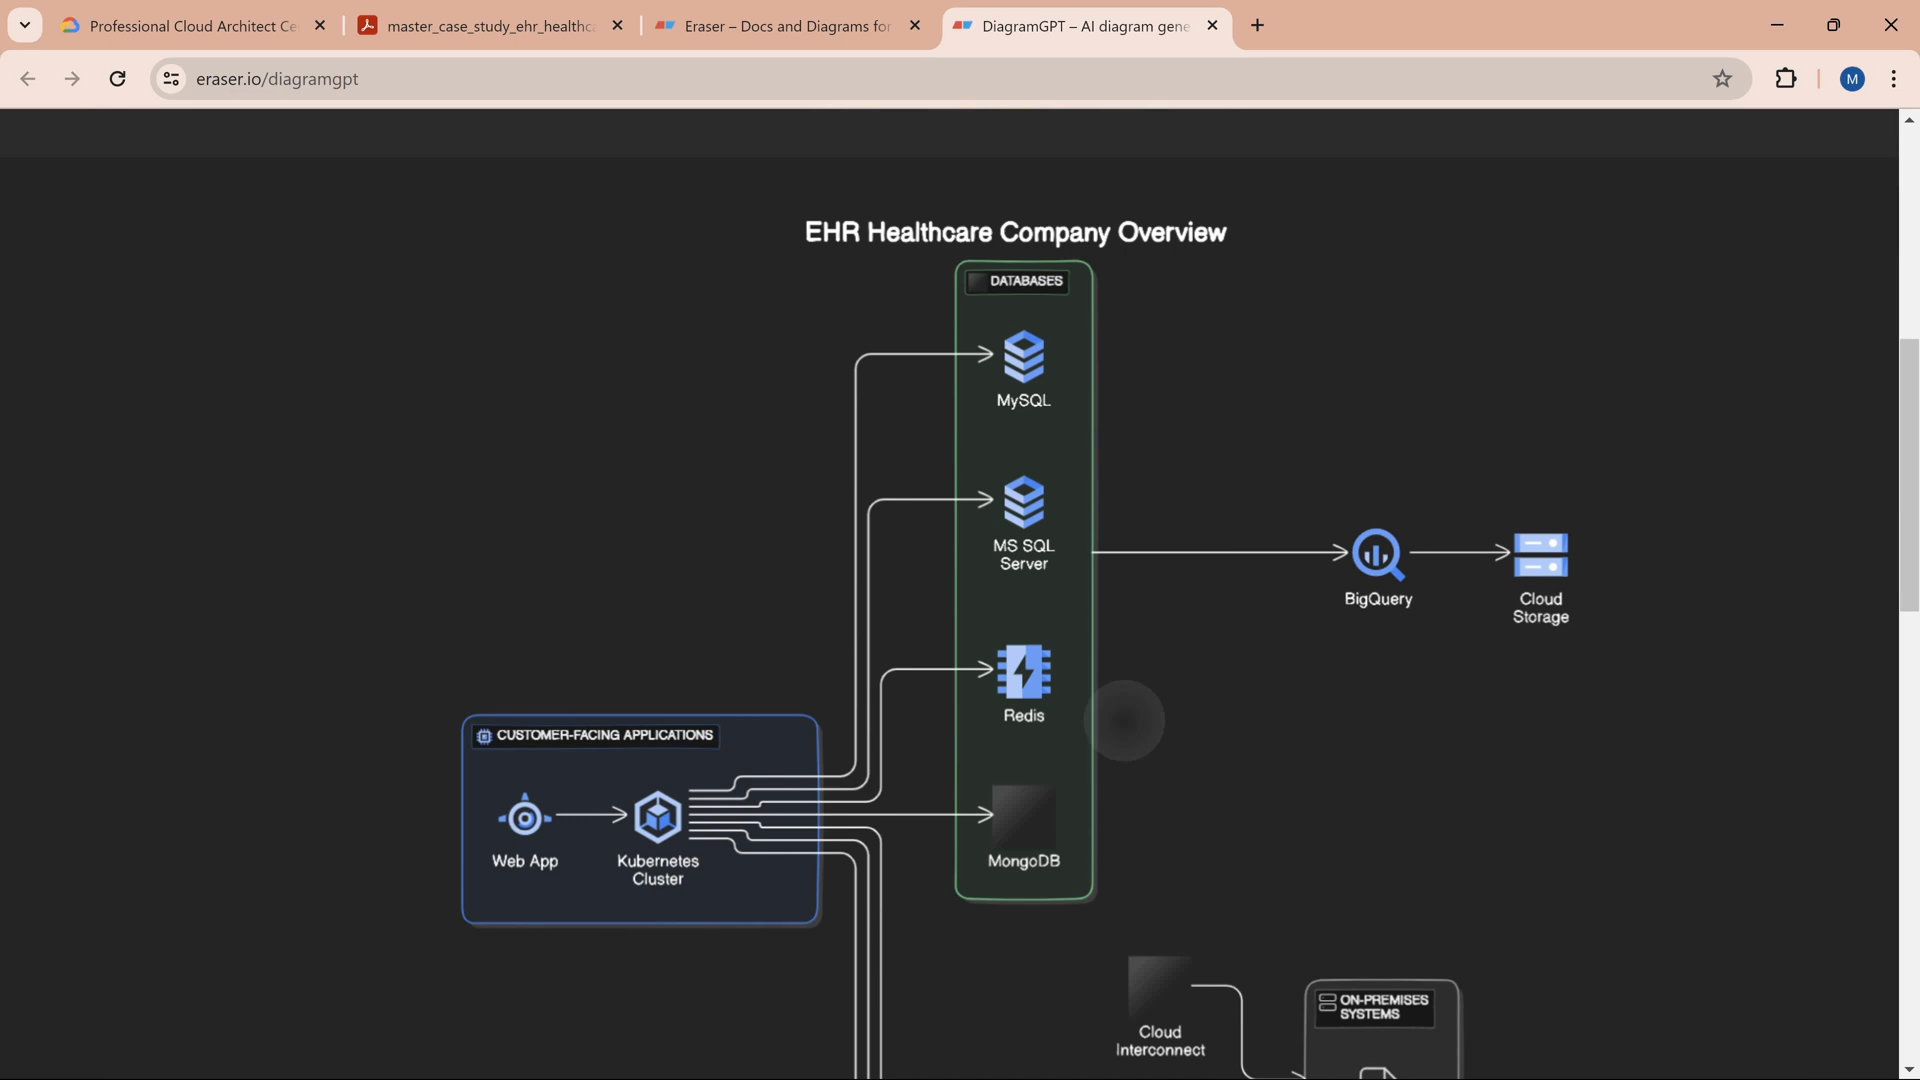 Professional Cloud Architect Ce
master_case_study_ehr_healthca
Eraser – Docs and Diagrams for
DiagramGPT – AI diagram gene
eraser.io/diagramgpt
M
EHR Healthcare Company Overview
DATABASES
MySQL
MS SQL
Server
BigQuery
Cloud
Storage
Redis
CUSTOMER-FACING APPLICATIONS
Web App
Kubernetes
Cluster
MongoDB
Cloud
Interconnect
ON-PREMISES
SYSTEMS